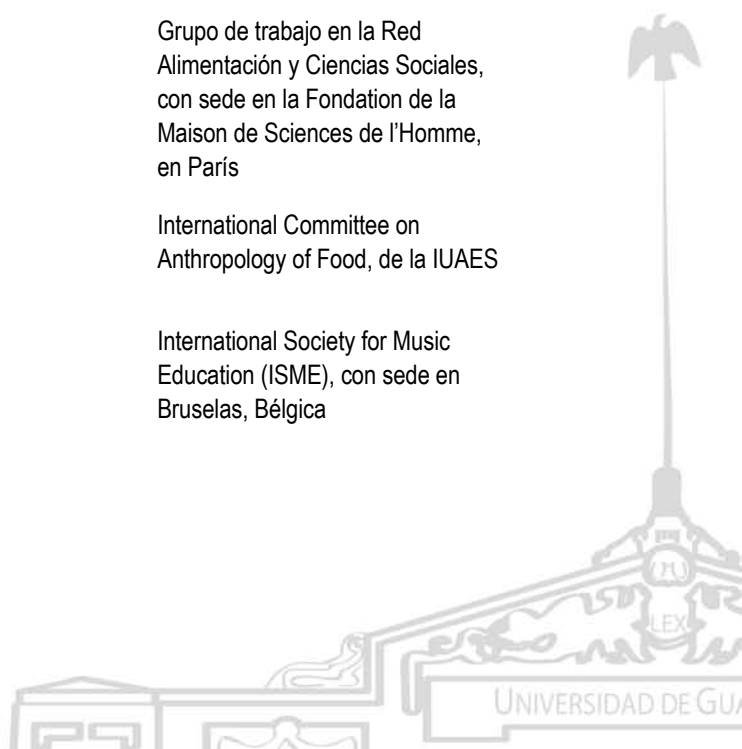 Grupo de trabajo en la Red
Alimentación y Ciencias Sociales,
con sede en la Fondation de la
Maison de Sciences de l’Homme,
en París
International Committee on
Anthropology of Food, de la IUAES
International Society for Music
Education (ISME), con sede en
Bruselas, Bélgica
LEX
UNIVERSIDAD DE GUA